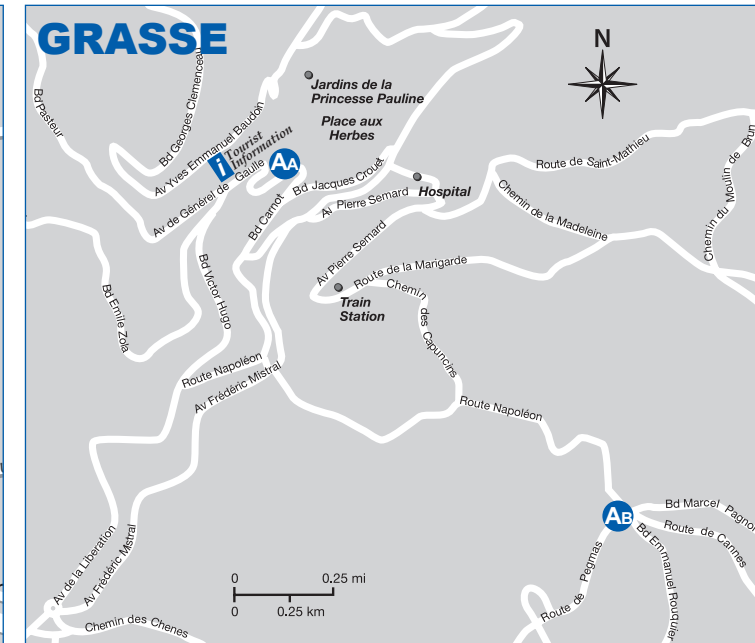 GRASSE
N
Jardins de la
Princesse Pauline
Place aux
Herbes
Bd Pasteur
Bd Georges Clemenceau
Av Yves Emmanuel Baudoin
i
Tourist
Information
AA
Av de Général de Gaulle
Bd Jacques Crouët
Hospital
Av Pierre Semard
Bd Carnot
Route de Saint-Mathieu
Chemin de la Madeleine
Chemin du Moulin de Brun
Av Pierre Semard
Route de la Marigarde
Train
Station
Chemin des Capuncins
Bd Emile Zola
Bd Victor Hugo
Route Napoléon
Av Frédéric Mistral
Route Napoléon
AB
Bd Marcel Pagno
Route de Cannes
Bd Emmanuel Rouquier
Route de Pegmas
Av de la Liberation
Av Frédéric Mistral
Chemin des Chenes
0 0.25 mi
0 0.25 km